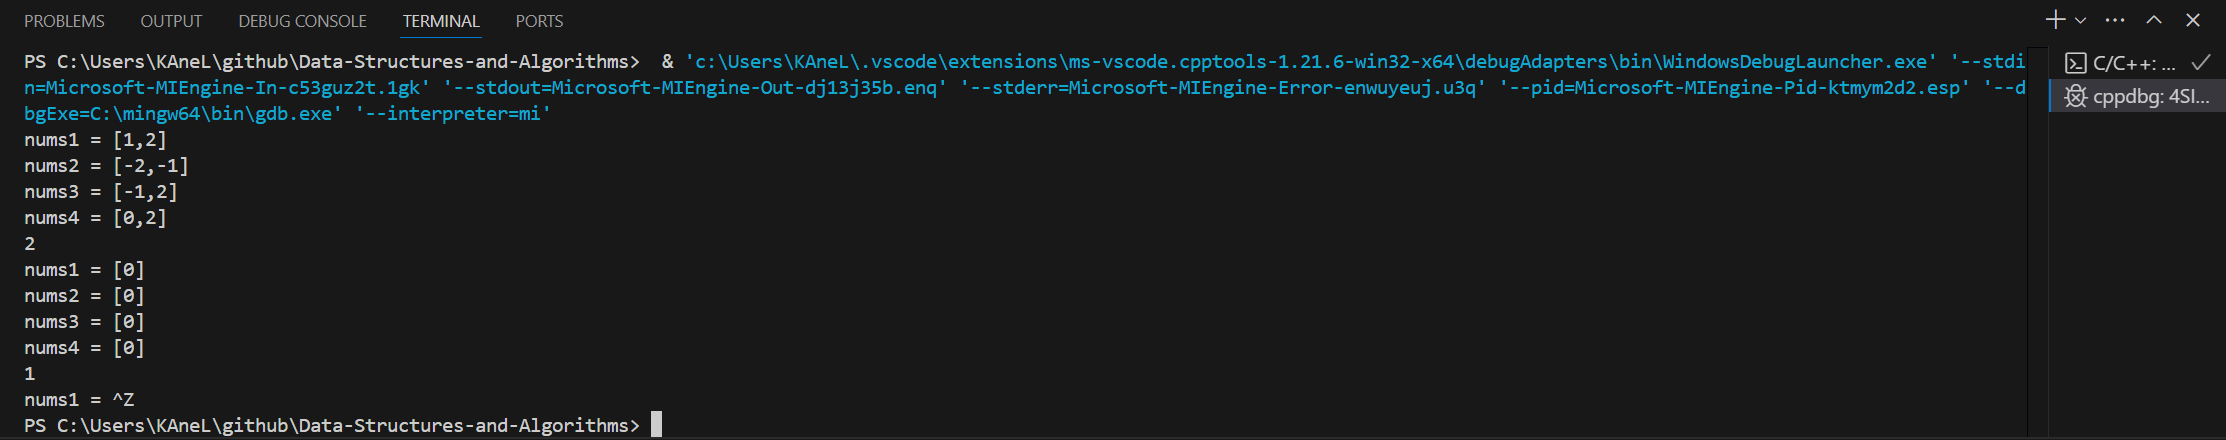 PROBLEMS OUTPUT DEBUG CONSOLE TERMINAL PORTS
PS C:\Users\KAneL\github\Data-Structures-and-Algorithms>  & 'c:\Users\KAneL\.vscode\extensions\ms-vscode.cpptools-1.21.6-win32-x64\debugAdapters\bin\WindowsDebugLauncher.exe' '--stdi
n=Microsoft-MIEngine-In-c53guz2t.1gk' '--stdout=Microsoft-MIEngine-Out-dj13j35b.enq' '--stderr=Microsoft-MIEngine-Error-enwuyeuj.u3q' '--pid=Microsoft-MIEngine-Pid-ktmym2d2.esp' '--d
bgExe=C:\mingw64\bin\gdb.exe' '--interpreter=mi'
nums1 = [1,2]
nums2 = [-2,-1]
nums3 = [-1,2]
nums4 = [0,2]
2
nums1 = [0]
nums2 = [0]
nums3 = [0]
nums4 = [0]
1
nums1 = ^Z
PS C:\Users\KAneL\github\Data-Structures-and-Algorithms>
C/C++: ...
cppdbg: 4SI...